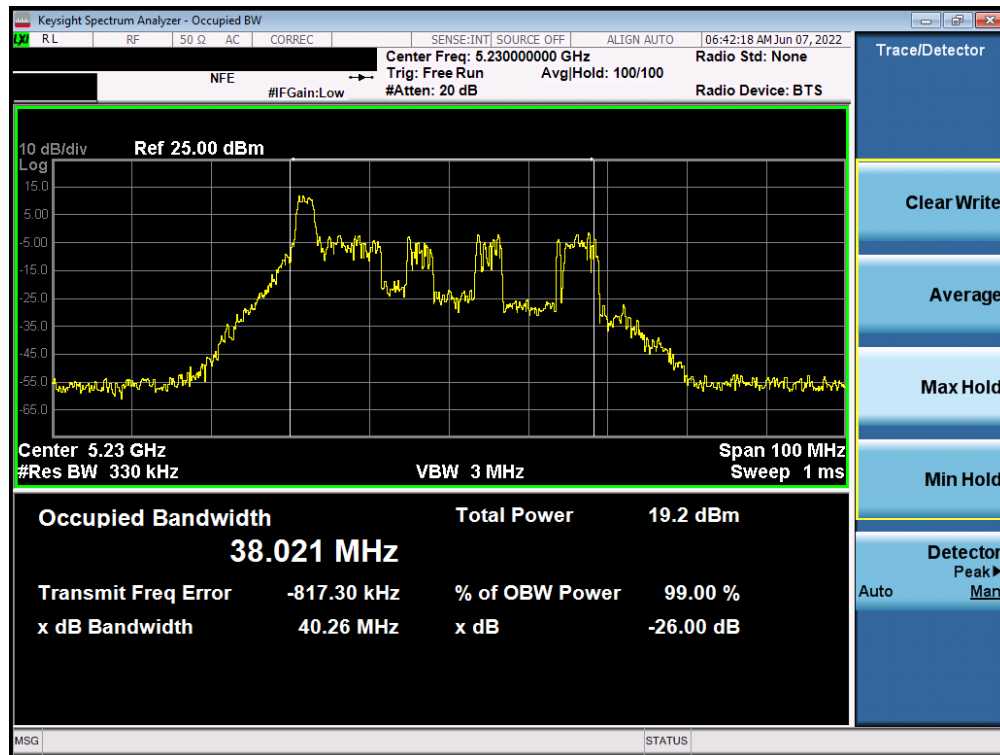 Keysight Spectrum Analyzer - Occupied BW
LXI RL RF 50 Ω AC CORREC SENSE:INT SOURCE OFF ALIGN AUTO 06:42:18 AM Jun 07, 2022
Center Freq: 5.230000000 GHz Radio Std: None
NFE Trig: Free Run Avg|Hold: 100/100
#IFGain:Low #Atten: 20 dB Radio Device: BTS
10 dB/div Ref 25.00 dBm
Log
15.0
5.00
-5.00
-15.0
-25.0
-35.0
-45.0
-55.0
-65.0
Center 5.23 GHz Span 100 MHz
#Res BW 330 kHz VBW 3 MHz Sweep 1 ms
Occupied Bandwidth Total Power 19.2 dBm
38.021 MHz
Transmit Freq Error -817.30 kHz % of OBW Power 99.00 %
x dB Bandwidth 40.26 MHz x dB -26.00 dB
MSG STATUS
Trace/Detector
Clear Write
Average
Max Hold
Min Hold
Detector
Peak
Auto Man